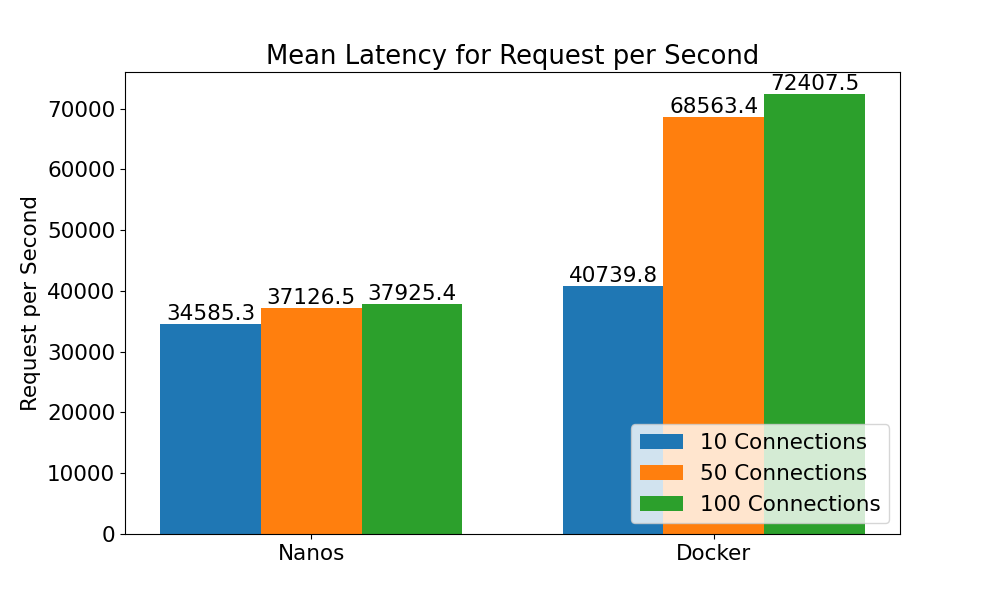 Mean Latency for Request per Second
Request per Second
70000
60000
50000
40000
30000
20000
10000
0
34585.3
37126.5
37925.4
40739.8
68563.4
72407.5
10 Connections
50 Connections
100 Connections
Nanos
Docker